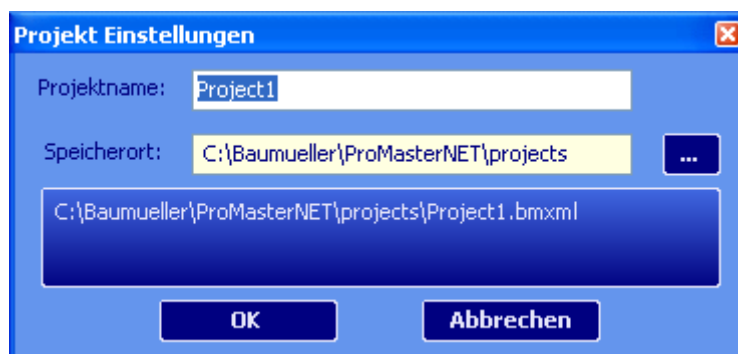 Projekt Einstellungen
Projektname: Project1
Speicherort: C:\Baumueller\ProMasterNET\projects ...
C:\Baumueller\ProMasterNET\projects\Project1.bmxml
OK Abbrechen